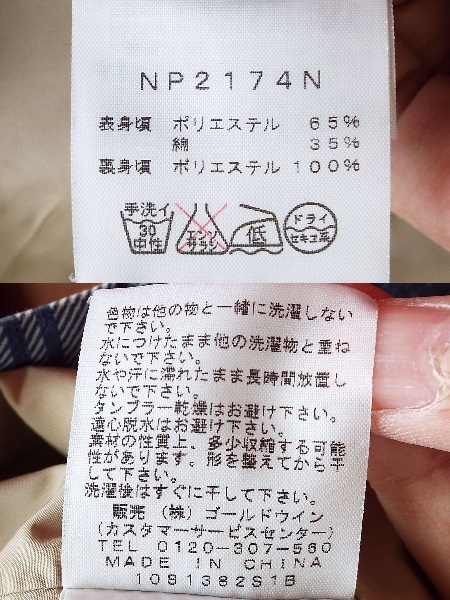 NP2174N
表身頃 ポリエステル 65%
綿 35%
裏身頃 ポリエステル 100%
手洗イ
30
中性
エンソ
サラシ
低
ドライ
セキユ系
色物は他の物と一緒に洗濯しない
で下さい。
水につけたまま他の洗濯物と重ね
ないで下さい。
水や汗に濡れたまま長時間放置し
ないで下さい。
タンブラー乾燥はお避け下さい。
遠心脱水はお避け下さい。
素材の性質上、多少収縮する可能
性があります。形を整えてから干
して下さい。
洗濯後はすぐに干して下さい。
販売 (株) ゴールドウイン
(カスタマーサービスセンター)
TEL 0120-307-560
MADE IN CHINA
1081382S1B